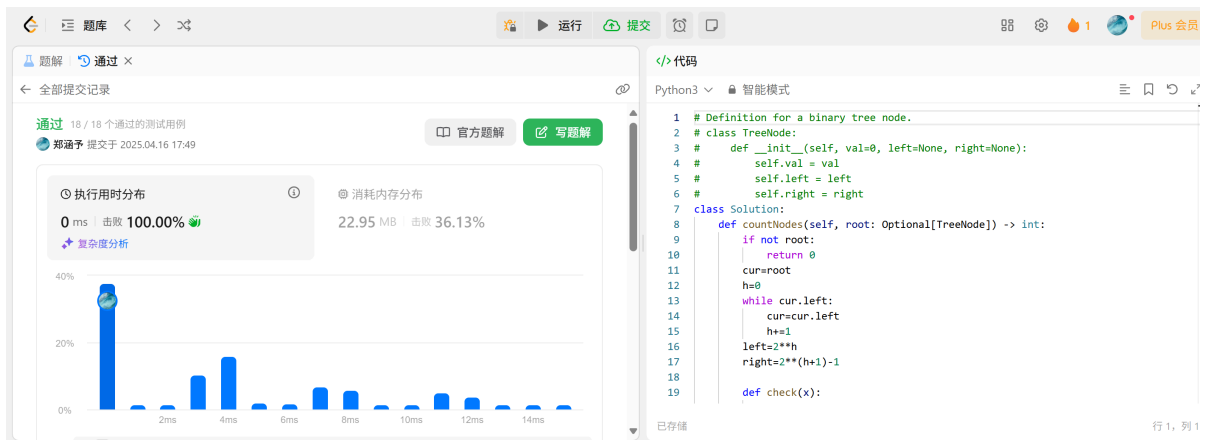 题库 运行 提交 1 Plus 会员
题解 通过
全部提交记录
通过 18 / 18 个通过的测试用例
郑涵予 提交于 2025.04.16 17:49
官方题解 写题解
执行用时分布
0 ms 击败 100.00%
复杂度分析
消耗内存分布
22.95 MB 击败 36.13%
40%
20%
0%
2ms 4ms 6ms 8ms 10ms 12ms 14ms
</> 代码
Python3 智能模式
1 # Definition for a binary tree node.
2 # class TreeNode:
3 #     def __init__(self, val=0, left=None, right=None):
4 #         self.val = val
5 #         self.left = left
6 #         self.right = right
7 class Solution:
8     def countNodes(self, root: Optional[TreeNode]) -> int:
9         if not root:
10             return 0
11         cur=root
12         h=0
13         while cur.left:
14             cur=cur.left
15             h+=1
16         left=2**h
17         right=2**(h+1)-1
18
19         def check(x):
已存储 行 1, 列 1